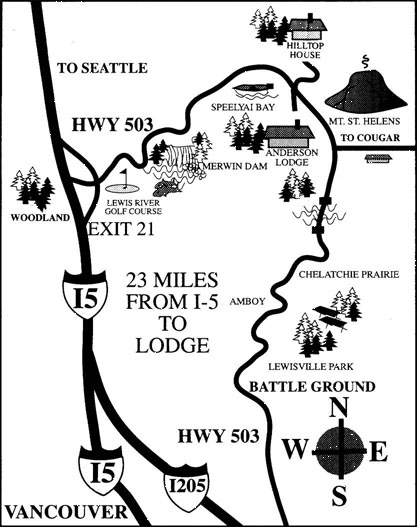 HILLTOP
HOUSE
TO SEATTLE
SPEELYAI BAY
MT. ST. HELENS
HWY 503
TO COUGAR
ANDERSON
LODGE
MERWIN DAM
WOODLAND
LEWIS RIVER
GOLF COURSE
EXIT 21
I5
23 MILES
FROM I-5
TO
LODGE
CHELATCHIE PRAIRIE
AMBOY
LEWISVILLE PARK
BATTLE GROUND
N
W
E
S
HWY 503
I5
I205
VANCOUVER